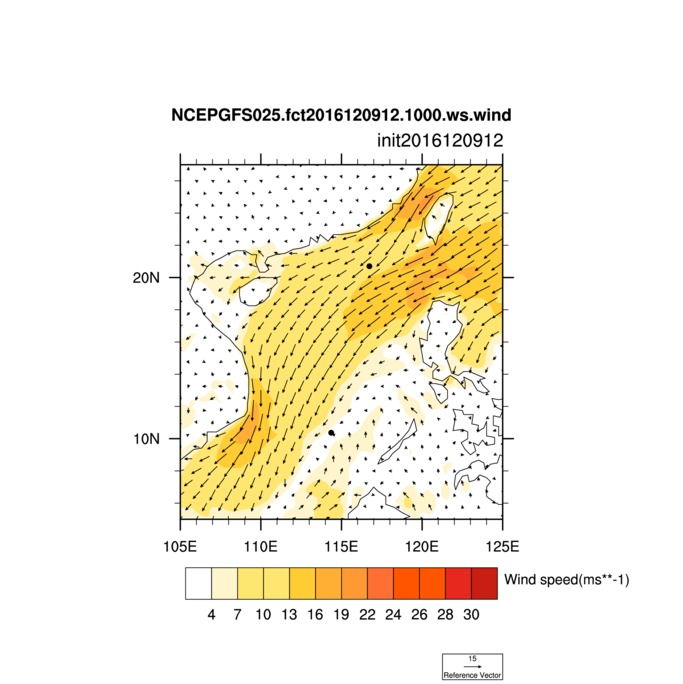 NCEPGFS025.fct2016120912.1000.ws.wind
init2016120912
20N
10N
105E 110E 115E 120E 125E
Wind speed(ms**-1)
4 7 10 13 16 19 22 24 26 28 30
15
Reference Vector